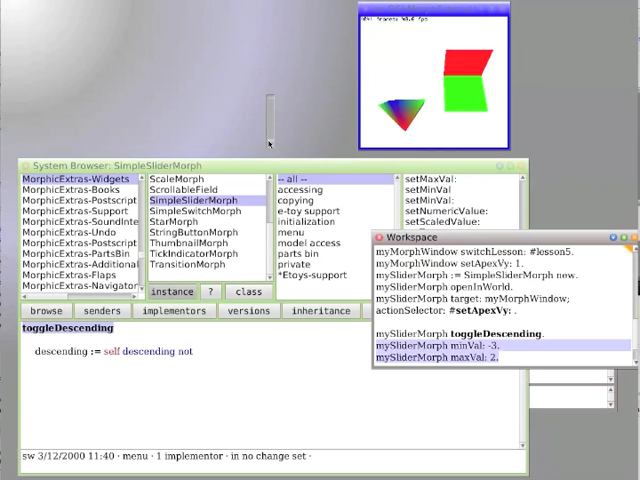 System Browser: SimpleSliderMorph
MorphicExtras-Widgets
MorphicExtras-Books
MorphicExtras-Postscript
MorphicExtras-Support
MorphicExtras-SoundInte
MorphicExtras-Undo
MorphicExtras-Postscript
MorphicExtras-PartsBin
MorphicExtras-Additional
MorphicExtras-Flaps
MorphicExtras-Navigator
ScaleMorph
ScrollableField
SimpleSliderMorph
SimpleSwitchMorph
StarMorph
StringButtonMorph
ThumbnailMorph
TickIndicatorMorph
TransitionMorph
instance
?
class
-- all --
accessing
copying
e-toy support
initialization
menu
model access
parts bin
private
*Etoys-support
setMaxVal:
setMinVal
setMinVal:
setNumericValue:
setScaledValue:
browse
senders
implementors
versions
inheritance
toggleDescending
descending := self descending not
sw 3/12/2000 11:40 · menu · 1 implementor · in no change set ·
Workspace
myMorphWindow switchLesson: #lesson5.
myMorphWindow setApexVy: 1.
mySliderMorph := SimpleSliderMorph new.
mySliderMorph openInWorld.
mySliderMorph target: myMorphWindow;
actionSelector: #setApexVy: .
mySliderMorph toggleDescending.
mySliderMorph minVal: -3.
mySliderMorph maxVal: 2.